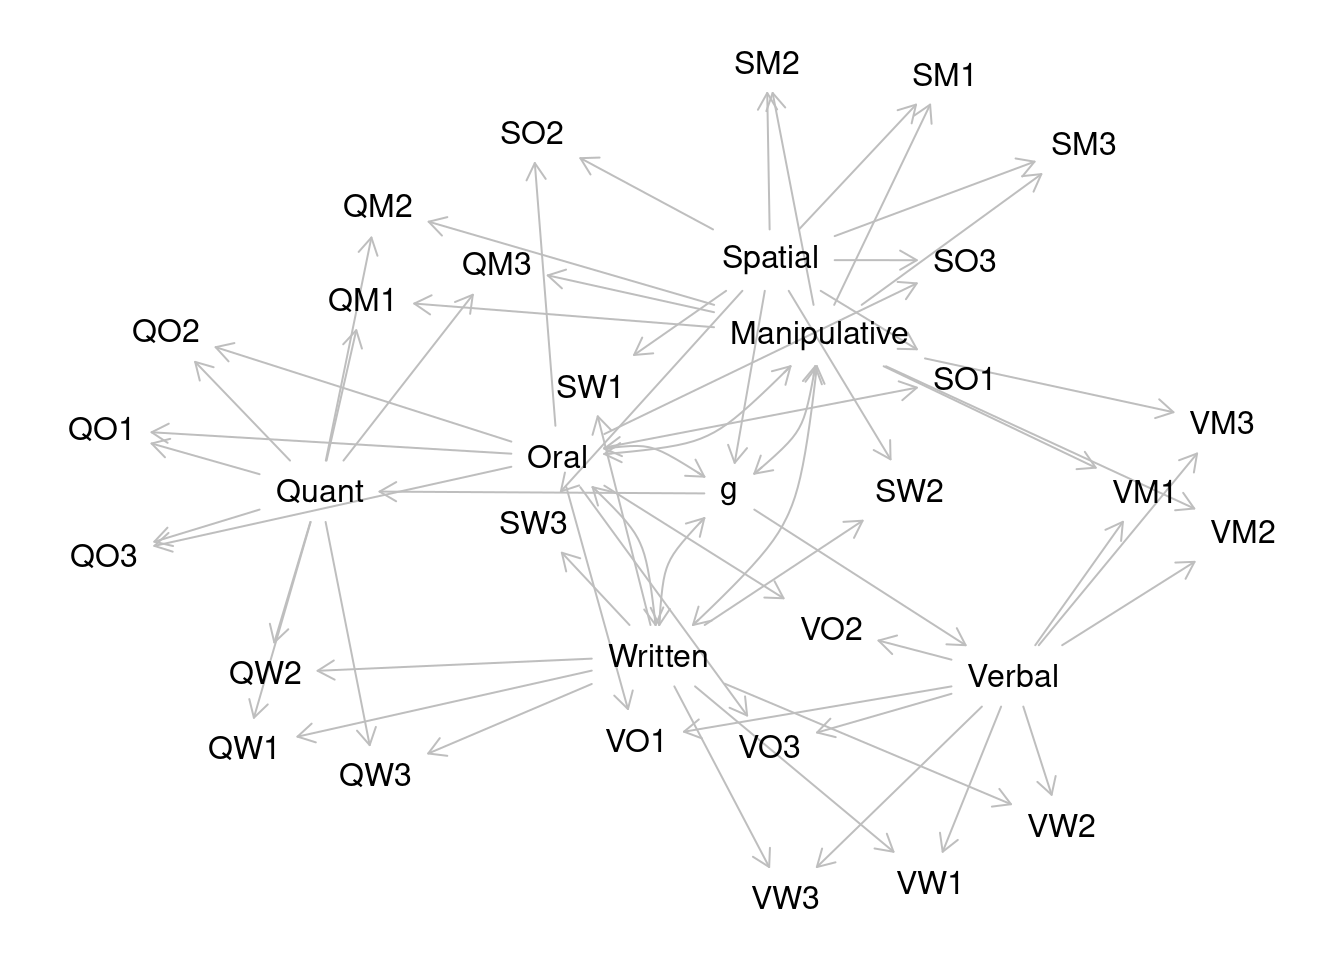 SM2
SM1
SO2
SM3
QM2
Spatial
SO3
QM3
QM1
QO2
Manipulative
SW1
SO1
QO1
VM3
Oral
Quant
g
SW2
VM1
SW3
VM2
QO3
VO2
Written
Verbal
QW2
VO1
VO3
QW1
QW3
VW2
VW1
VW3